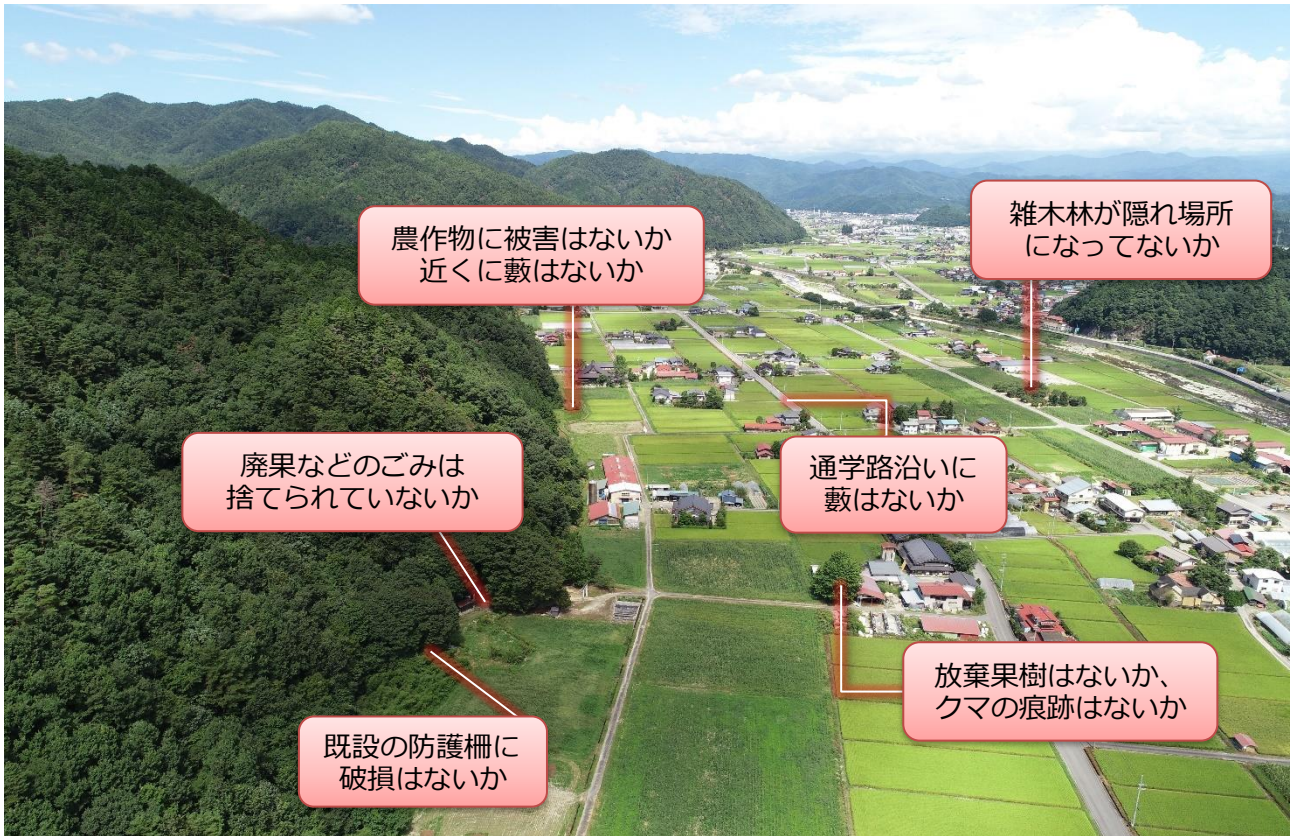 農作物に被害はないか
近くに藪はないか
雑木林が隠れ場所
になってないか
廃果などのごみは
捨てられていないか
通学路沿いに
藪はないか
放棄果樹はないか、
クマの痕跡はないか
既設の防護柵に
破損はないか